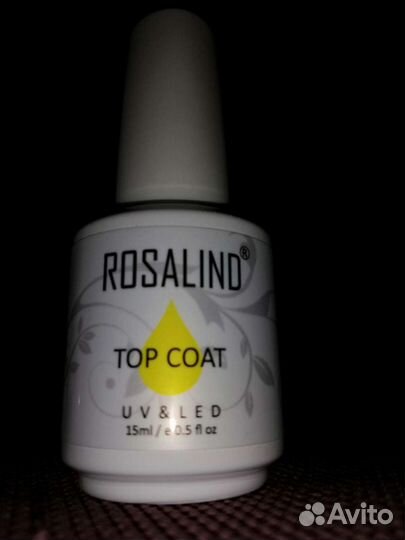 ROSALIND®
TOP COAT
UV & LED
15ml / e 0.5 fl oz
Avito